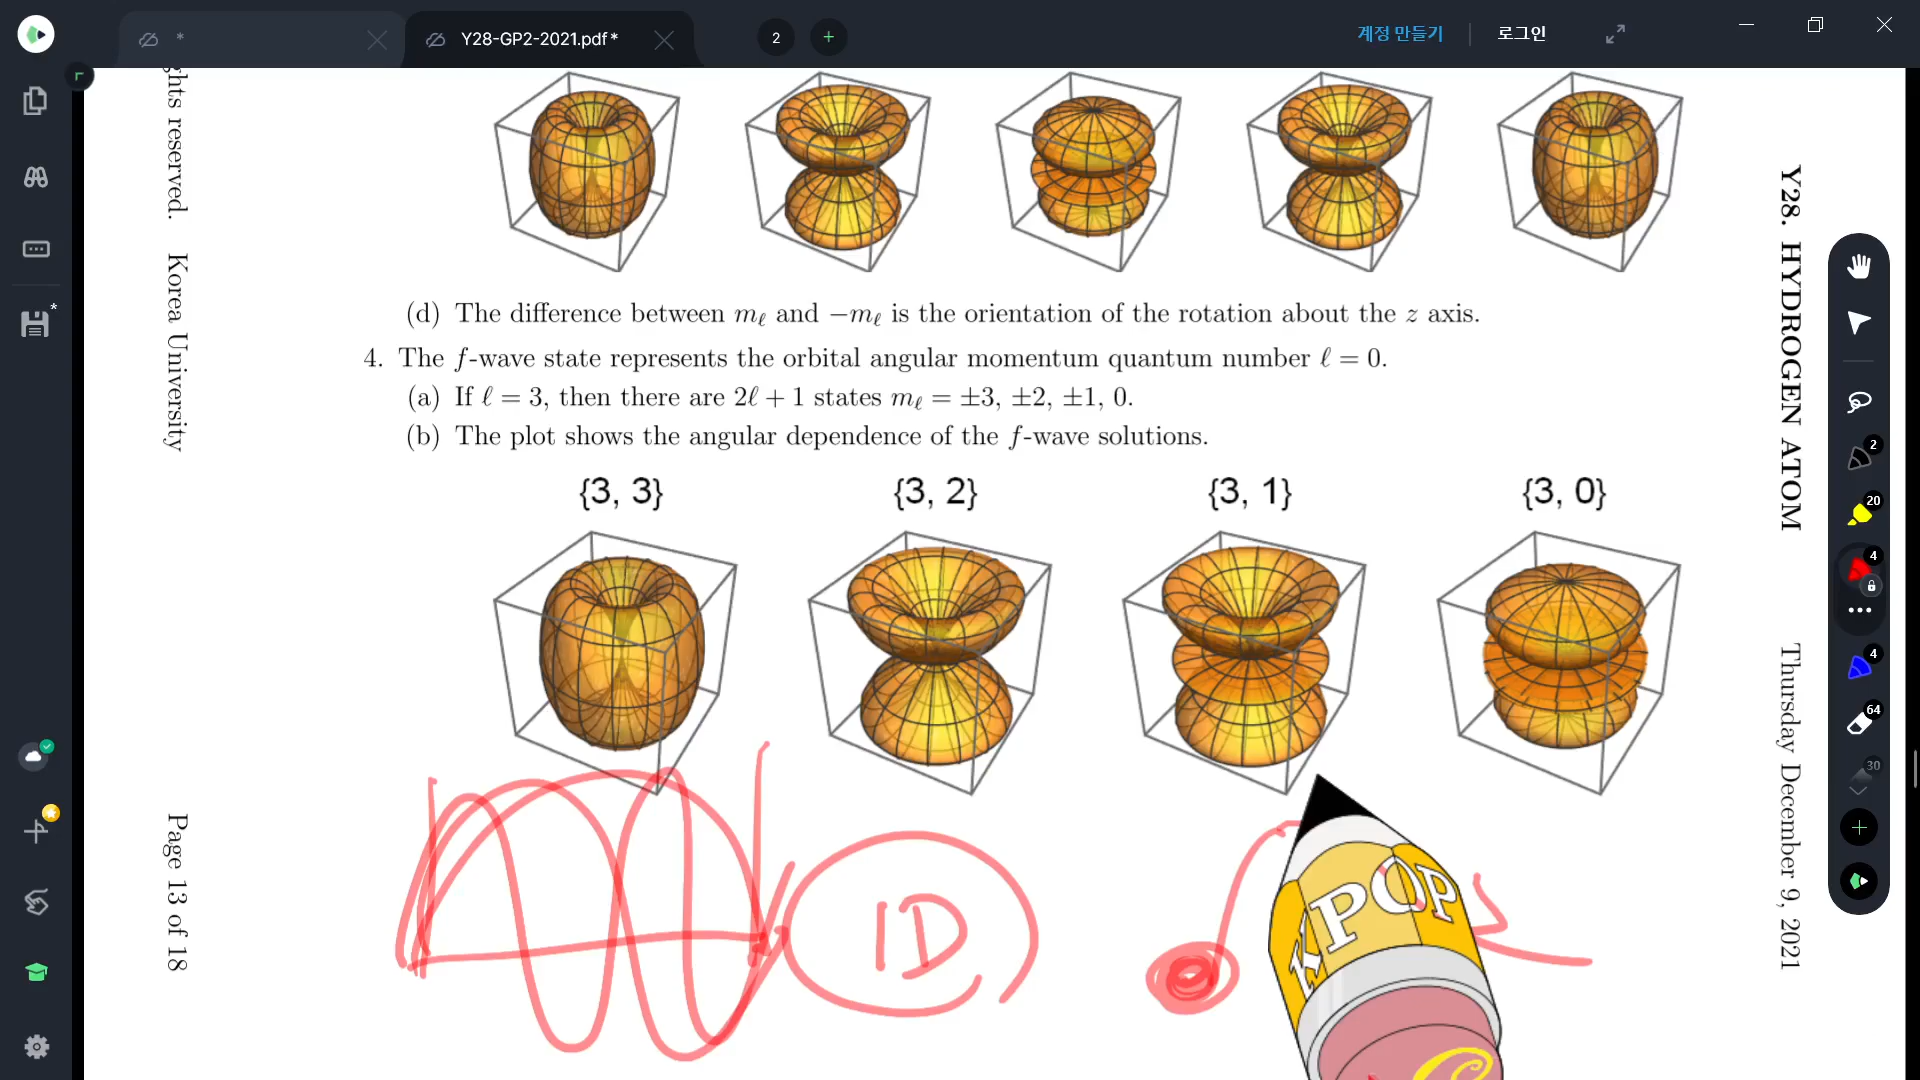 *
Y28-GP2-2021.pdf*
2
계정 만들기
로그인
ghts reserved. Korea University
Page 13 of 18
Y28. HYDROGEN ATOM
Thursday December 9, 2021
(d) The difference between mℓ and −mℓ is the orientation of the rotation about the z axis.
4. The f-wave state represents the orbital angular momentum quantum number ℓ = 0.
(a) If ℓ = 3, then there are 2ℓ + 1 states mℓ = ±3, ±2, ±1, 0.
(b) The plot shows the angular dependence of the f-wave solutions.
{3, 3} {3, 2} {3, 1} {3, 0}
1D
KPOP
2
20
4
4
64
30